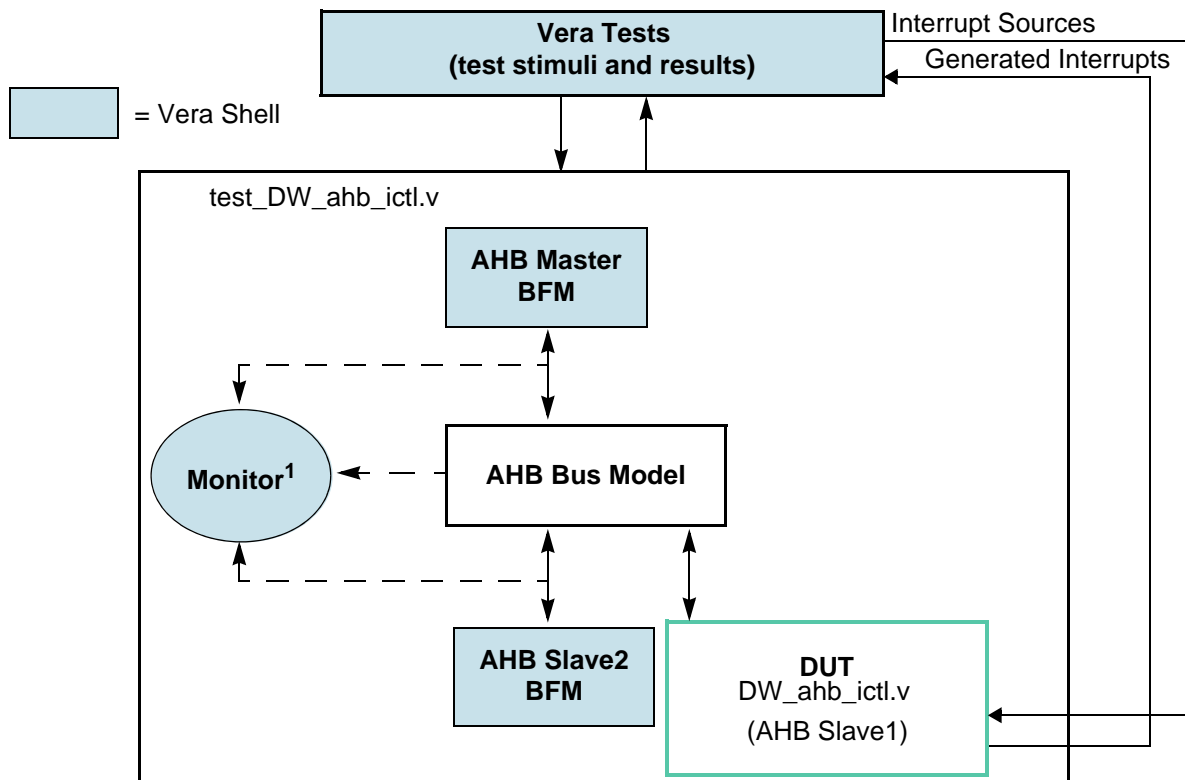 Vera Tests
(test stimuli and results)
Interrupt Sources
Generated Interrupts
= Vera Shell
test_DW_ahb_ictl.v
AHB Master
BFM
Monitor1
AHB Bus Model
AHB Slave2
BFM
DUT
DW_ahb_ictl.v
(AHB Slave1)